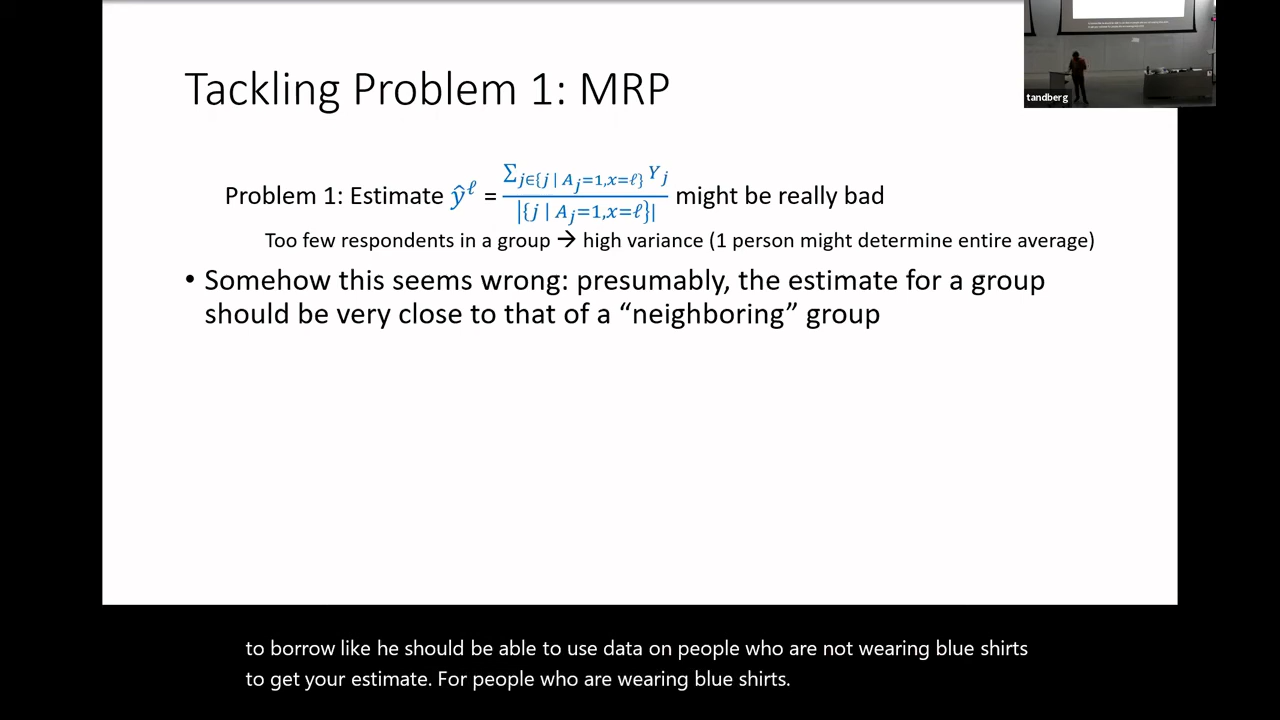 Tackling Problem 1: MRP
tandberg
Problem 1: Estimate ŷ^ℓ = ∑_{j∈{j | A_j=1,x=ℓ}} Y_j / |{j | A_j=1,x=ℓ}| might be really bad
Too few respondents in a group → high variance (1 person might determine entire average)
• Somehow this seems wrong: presumably, the estimate for a group
should be very close to that of a “neighboring” group
to borrow like he should be able to use data on people who are not wearing blue shirts
to get your estimate. For people who are wearing blue shirts.